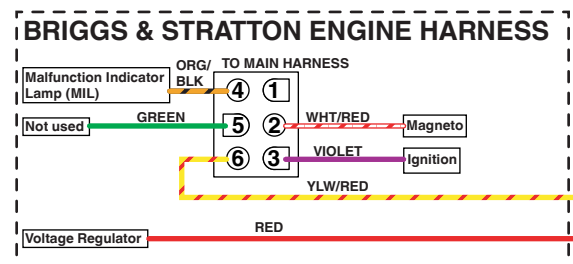 BRIGGS & STRATTON ENGINE HARNESS
ORG/
BLK
TO MAIN HARNESS
Malfunction Indicator
Lamp (MIL)
4
1
Not used
GREEN
5
2
WHT/RED
Magneto
6
3
VIOLET
Ignition
YLW/RED
RED
Voltage Regulator